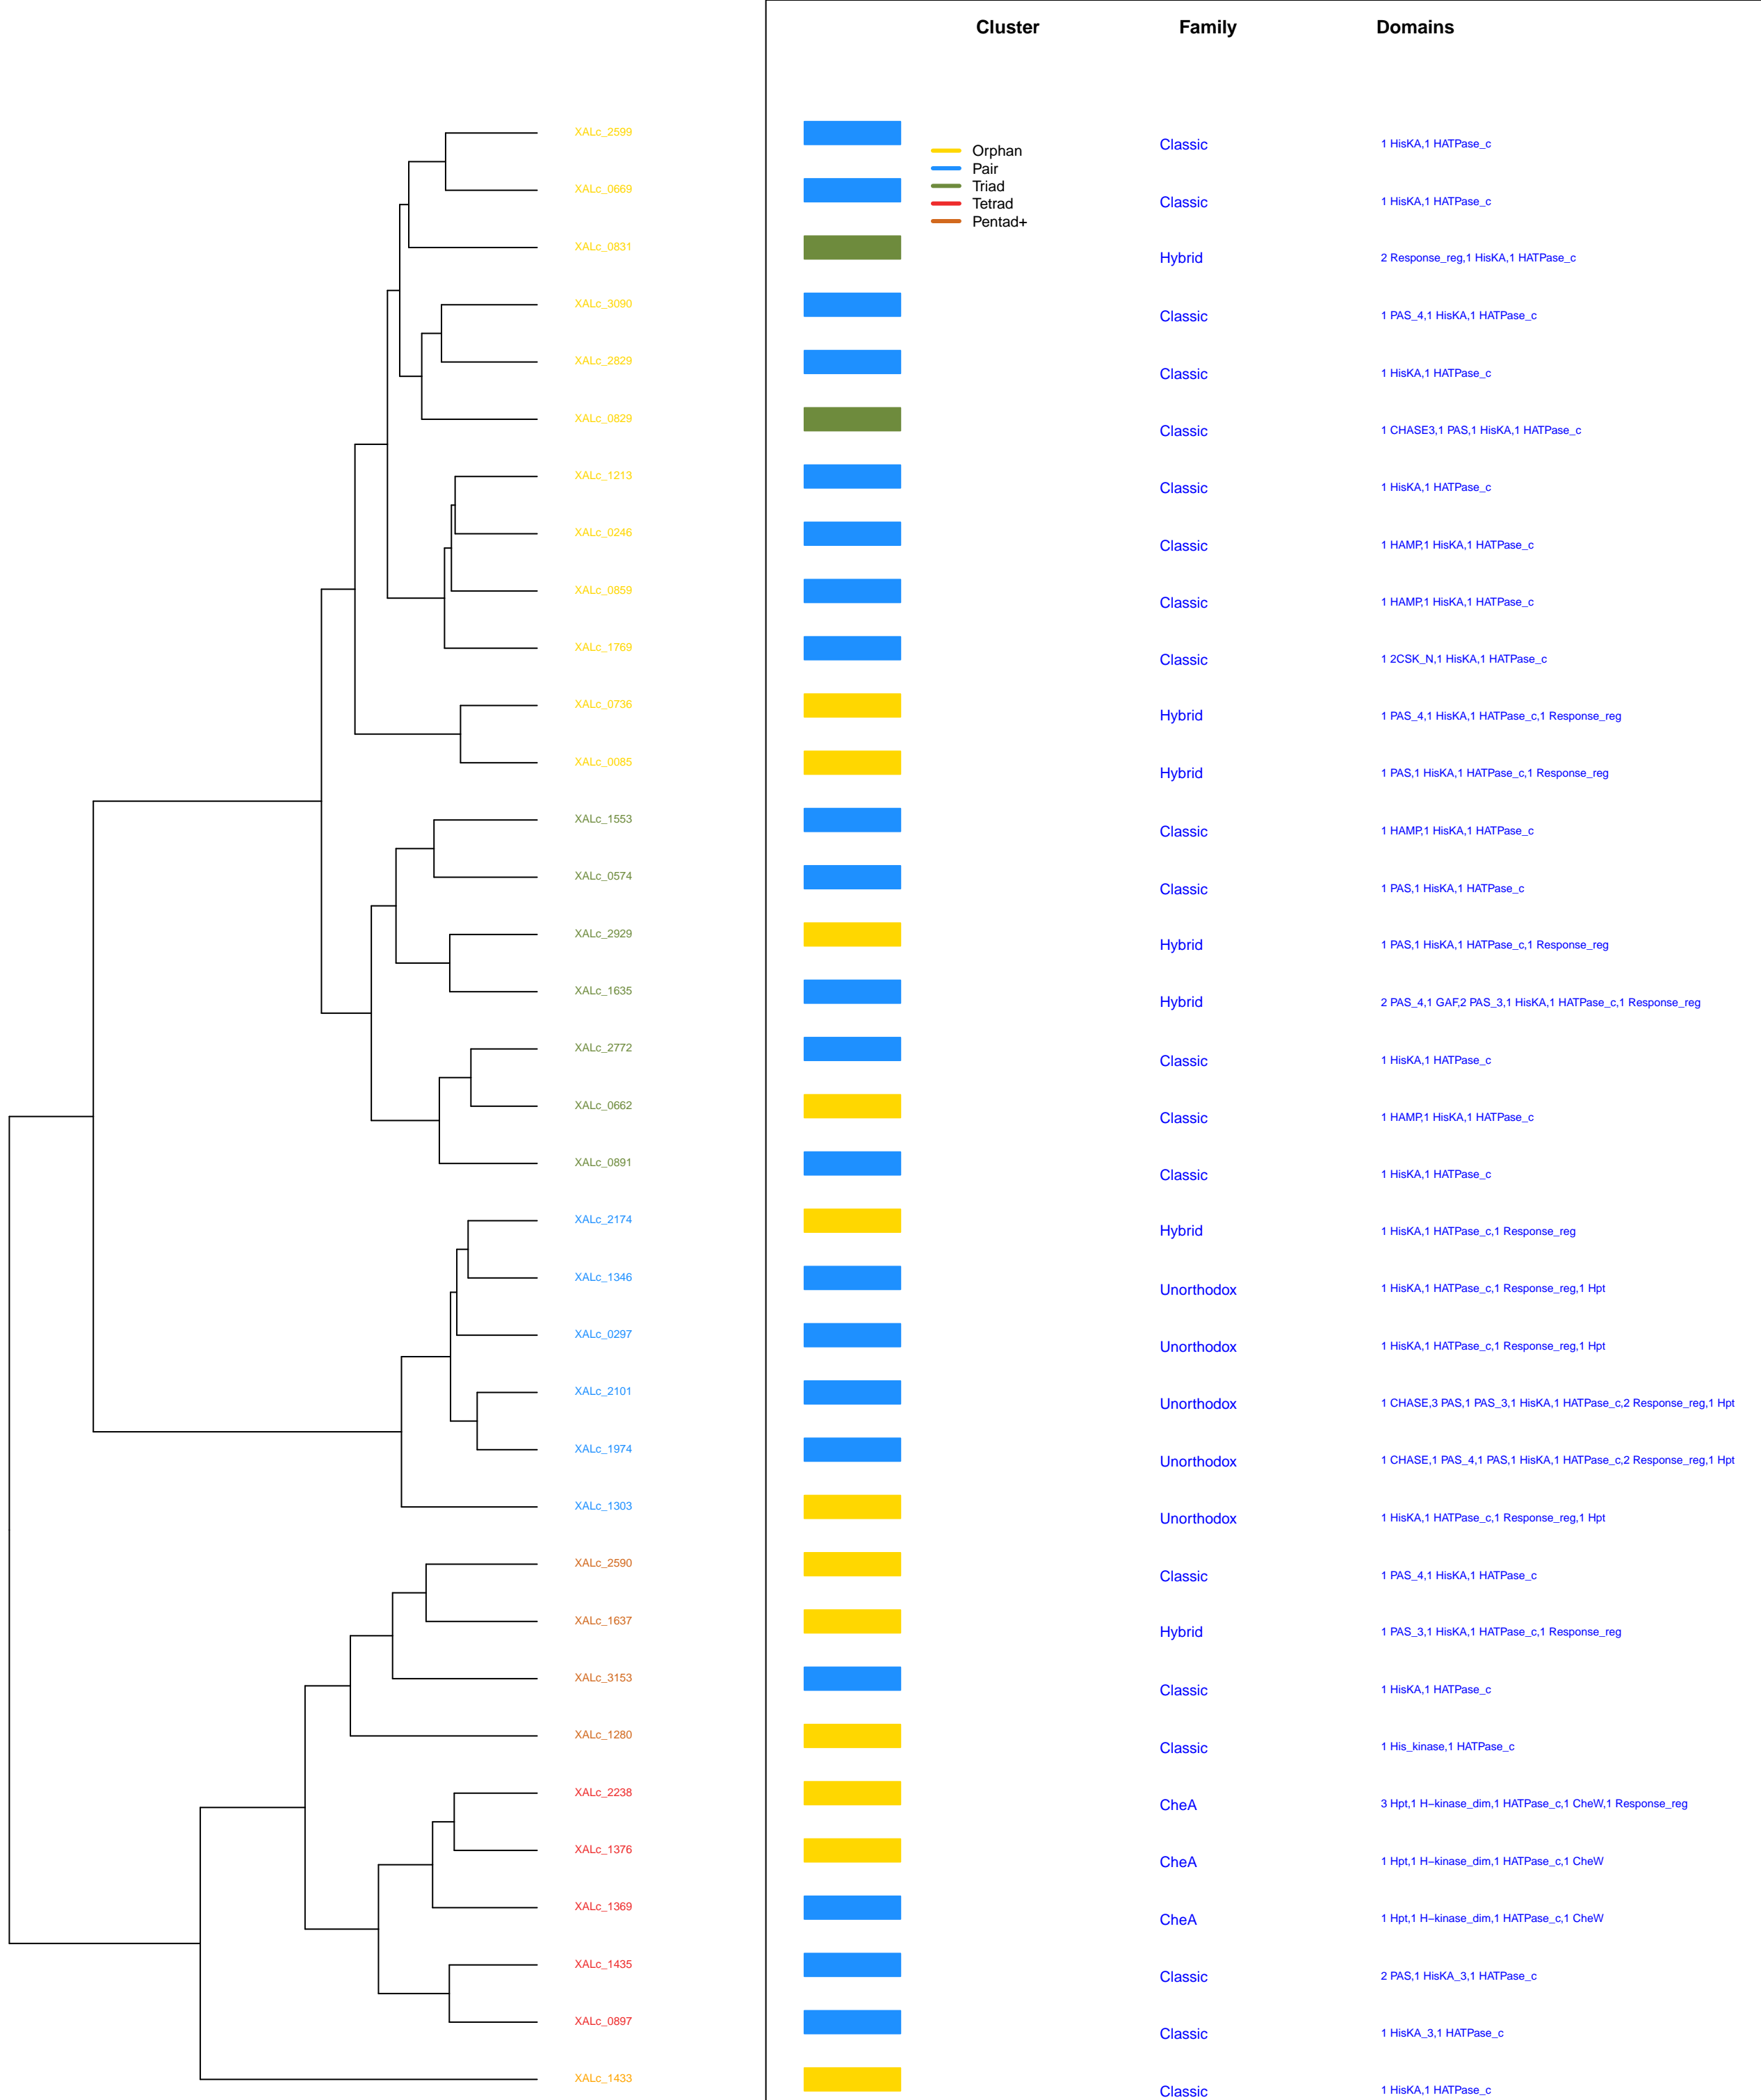 Cluster Family Domains
XALc_2599 Classic 1 HisKA,1 HATPase_c
Orphan
Pair
Triad
Tetrad
Pentad+
XALc_0669 Classic 1 HisKA,1 HATPase_c
XALc_0831 Hybrid 2 Response_reg,1 HisKA,1 HATPase_c
XALc_3090 Classic 1 PAS_4,1 HisKA,1 HATPase_c
XALc_2829 Classic 1 HisKA,1 HATPase_c
XALc_0829 Classic 1 CHASE3,1 PAS,1 HisKA,1 HATPase_c
XALc_1213 Classic 1 HisKA,1 HATPase_c
XALc_0246 Classic 1 HAMP,1 HisKA,1 HATPase_c
XALc_0859 Classic 1 HAMP,1 HisKA,1 HATPase_c
XALc_1769 Classic 1 2CSK_N,1 HisKA,1 HATPase_c
XALc_0736 Hybrid 1 PAS_4,1 HisKA,1 HATPase_c,1 Response_reg
XALc_0085 Hybrid 1 PAS,1 HisKA,1 HATPase_c,1 Response_reg
XALc_1553 Classic 1 HAMP,1 HisKA,1 HATPase_c
XALc_0574 Classic 1 PAS,1 HisKA,1 HATPase_c
XALc_2929 Hybrid 1 PAS,1 HisKA,1 HATPase_c,1 Response_reg
XALc_1635 Hybrid 2 PAS_4,1 GAF,2 PAS_3,1 HisKA,1 HATPase_c,1 Response_reg
XALc_2772 Classic 1 HisKA,1 HATPase_c
XALc_0662 Classic 1 HAMP,1 HisKA,1 HATPase_c
XALc_0891 Classic 1 HisKA,1 HATPase_c
XALc_2174 Hybrid 1 HisKA,1 HATPase_c,1 Response_reg
XALc_1346 Unorthodox 1 HisKA,1 HATPase_c,1 Response_reg,1 Hpt
XALc_0297 Unorthodox 1 HisKA,1 HATPase_c,1 Response_reg,1 Hpt
XALc_2101 Unorthodox 1 CHASE,3 PAS,1 PAS_3,1 HisKA,1 HATPase_c,2 Response_reg,1 Hpt
XALc_1974 Unorthodox 1 CHASE,1 PAS_4,1 PAS,1 HisKA,1 HATPase_c,2 Response_reg,1 Hpt
XALc_1303 Unorthodox 1 HisKA,1 HATPase_c,1 Response_reg,1 Hpt
XALc_2590 Classic 1 PAS_4,1 HisKA,1 HATPase_c
XALc_1637 Hybrid 1 PAS_3,1 HisKA,1 HATPase_c,1 Response_reg
XALc_3153 Classic 1 HisKA,1 HATPase_c
XALc_1280 Classic 1 His_kinase,1 HATPase_c
XALc_2238 CheA 3 Hpt,1 H−kinase_dim,1 HATPase_c,1 CheW,1 Response_reg
XALc_1376 CheA 1 Hpt,1 H−kinase_dim,1 HATPase_c,1 CheW
XALc_1369 CheA 1 Hpt,1 H−kinase_dim,1 HATPase_c,1 CheW
XALc_1435 Classic 2 PAS,1 HisKA_3,1 HATPase_c
XALc_0897 Classic 1 HisKA_3,1 HATPase_c
XALc_1433 Classic 1 HisKA,1 HATPase_c